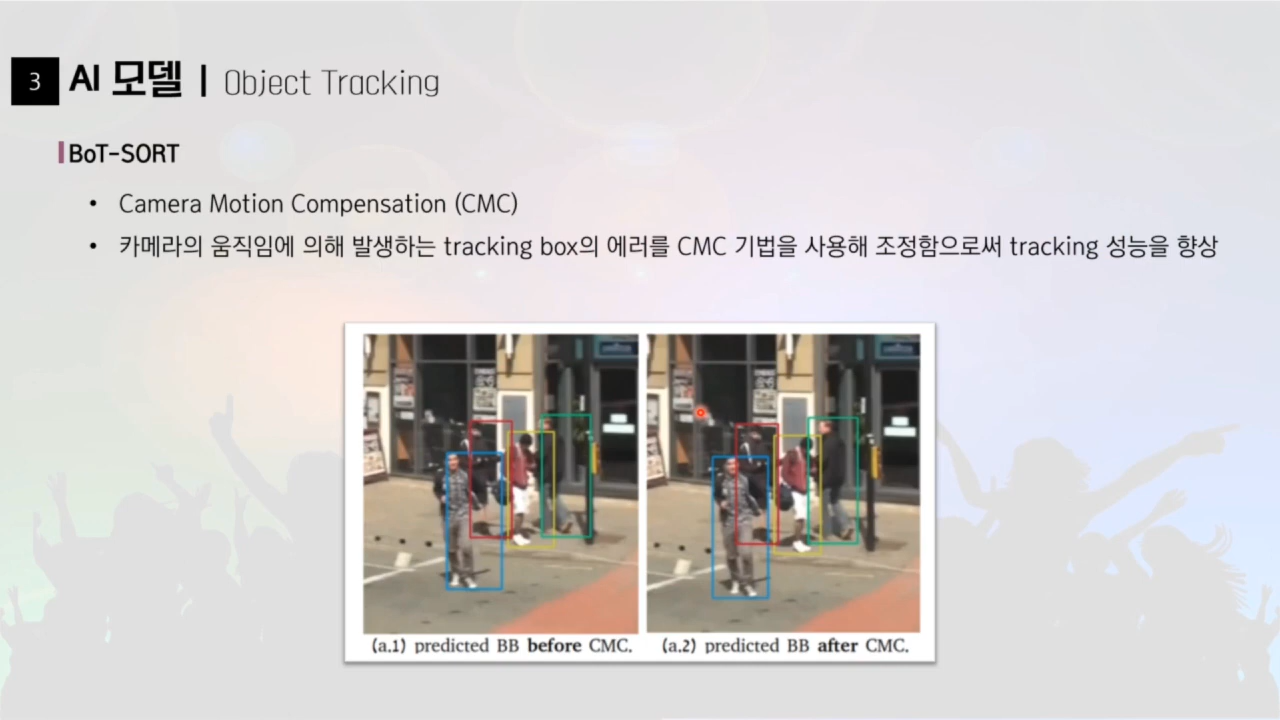 3 AI 모델 | Object Tracking
BoT-SORT
• Camera Motion Compensation (CMC)
• 카메라의 움직임에 의해 발생하는 tracking box의 에러를 CMC 기법을 사용해 조정함으로써 tracking 성능을 향상
(a.1) predicted BB before CMC. (a.2) predicted BB after CMC.